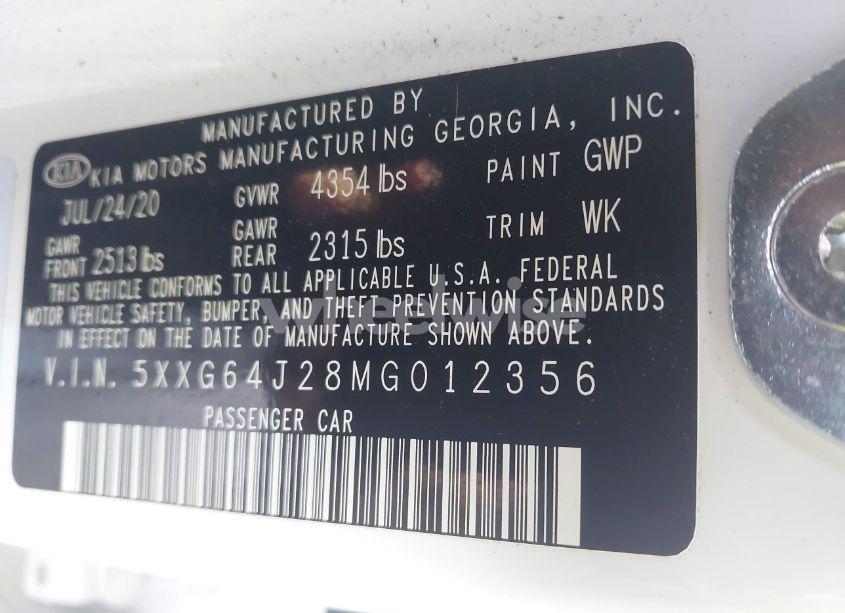 MANUFACTURED BY
KIA KIA MOTORS MANUFACTURING GEORGIA, INC.
JUL/24/20 GVWR 4354 lbs PAINT GWP
GAWR FRONT 2513 lbs GAWR REAR 2315 lbs TRIM WK
THIS VEHICLE CONFORMS TO ALL APPLICABLE U.S.A. FEDERAL
MOTOR VEHICLE SAFETY, BUMPER, AND THEFT PREVENTION STANDARDS
IN EFFECT ON THE DATE OF MANUFACTURE SHOWN ABOVE.
V.I.N. 5XXG64J28MG012356
PASSENGER CAR
wheelwise